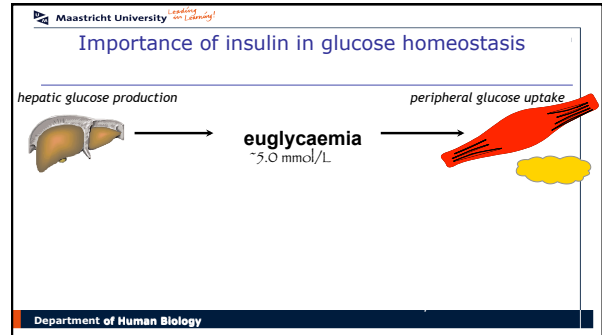 Maastricht University Leading
in Learning!
Importance of insulin in glucose homeostasis
hepatic glucose production
peripheral glucose uptake
euglycaemia
~5.0 mmol/L
Department of Human Biology